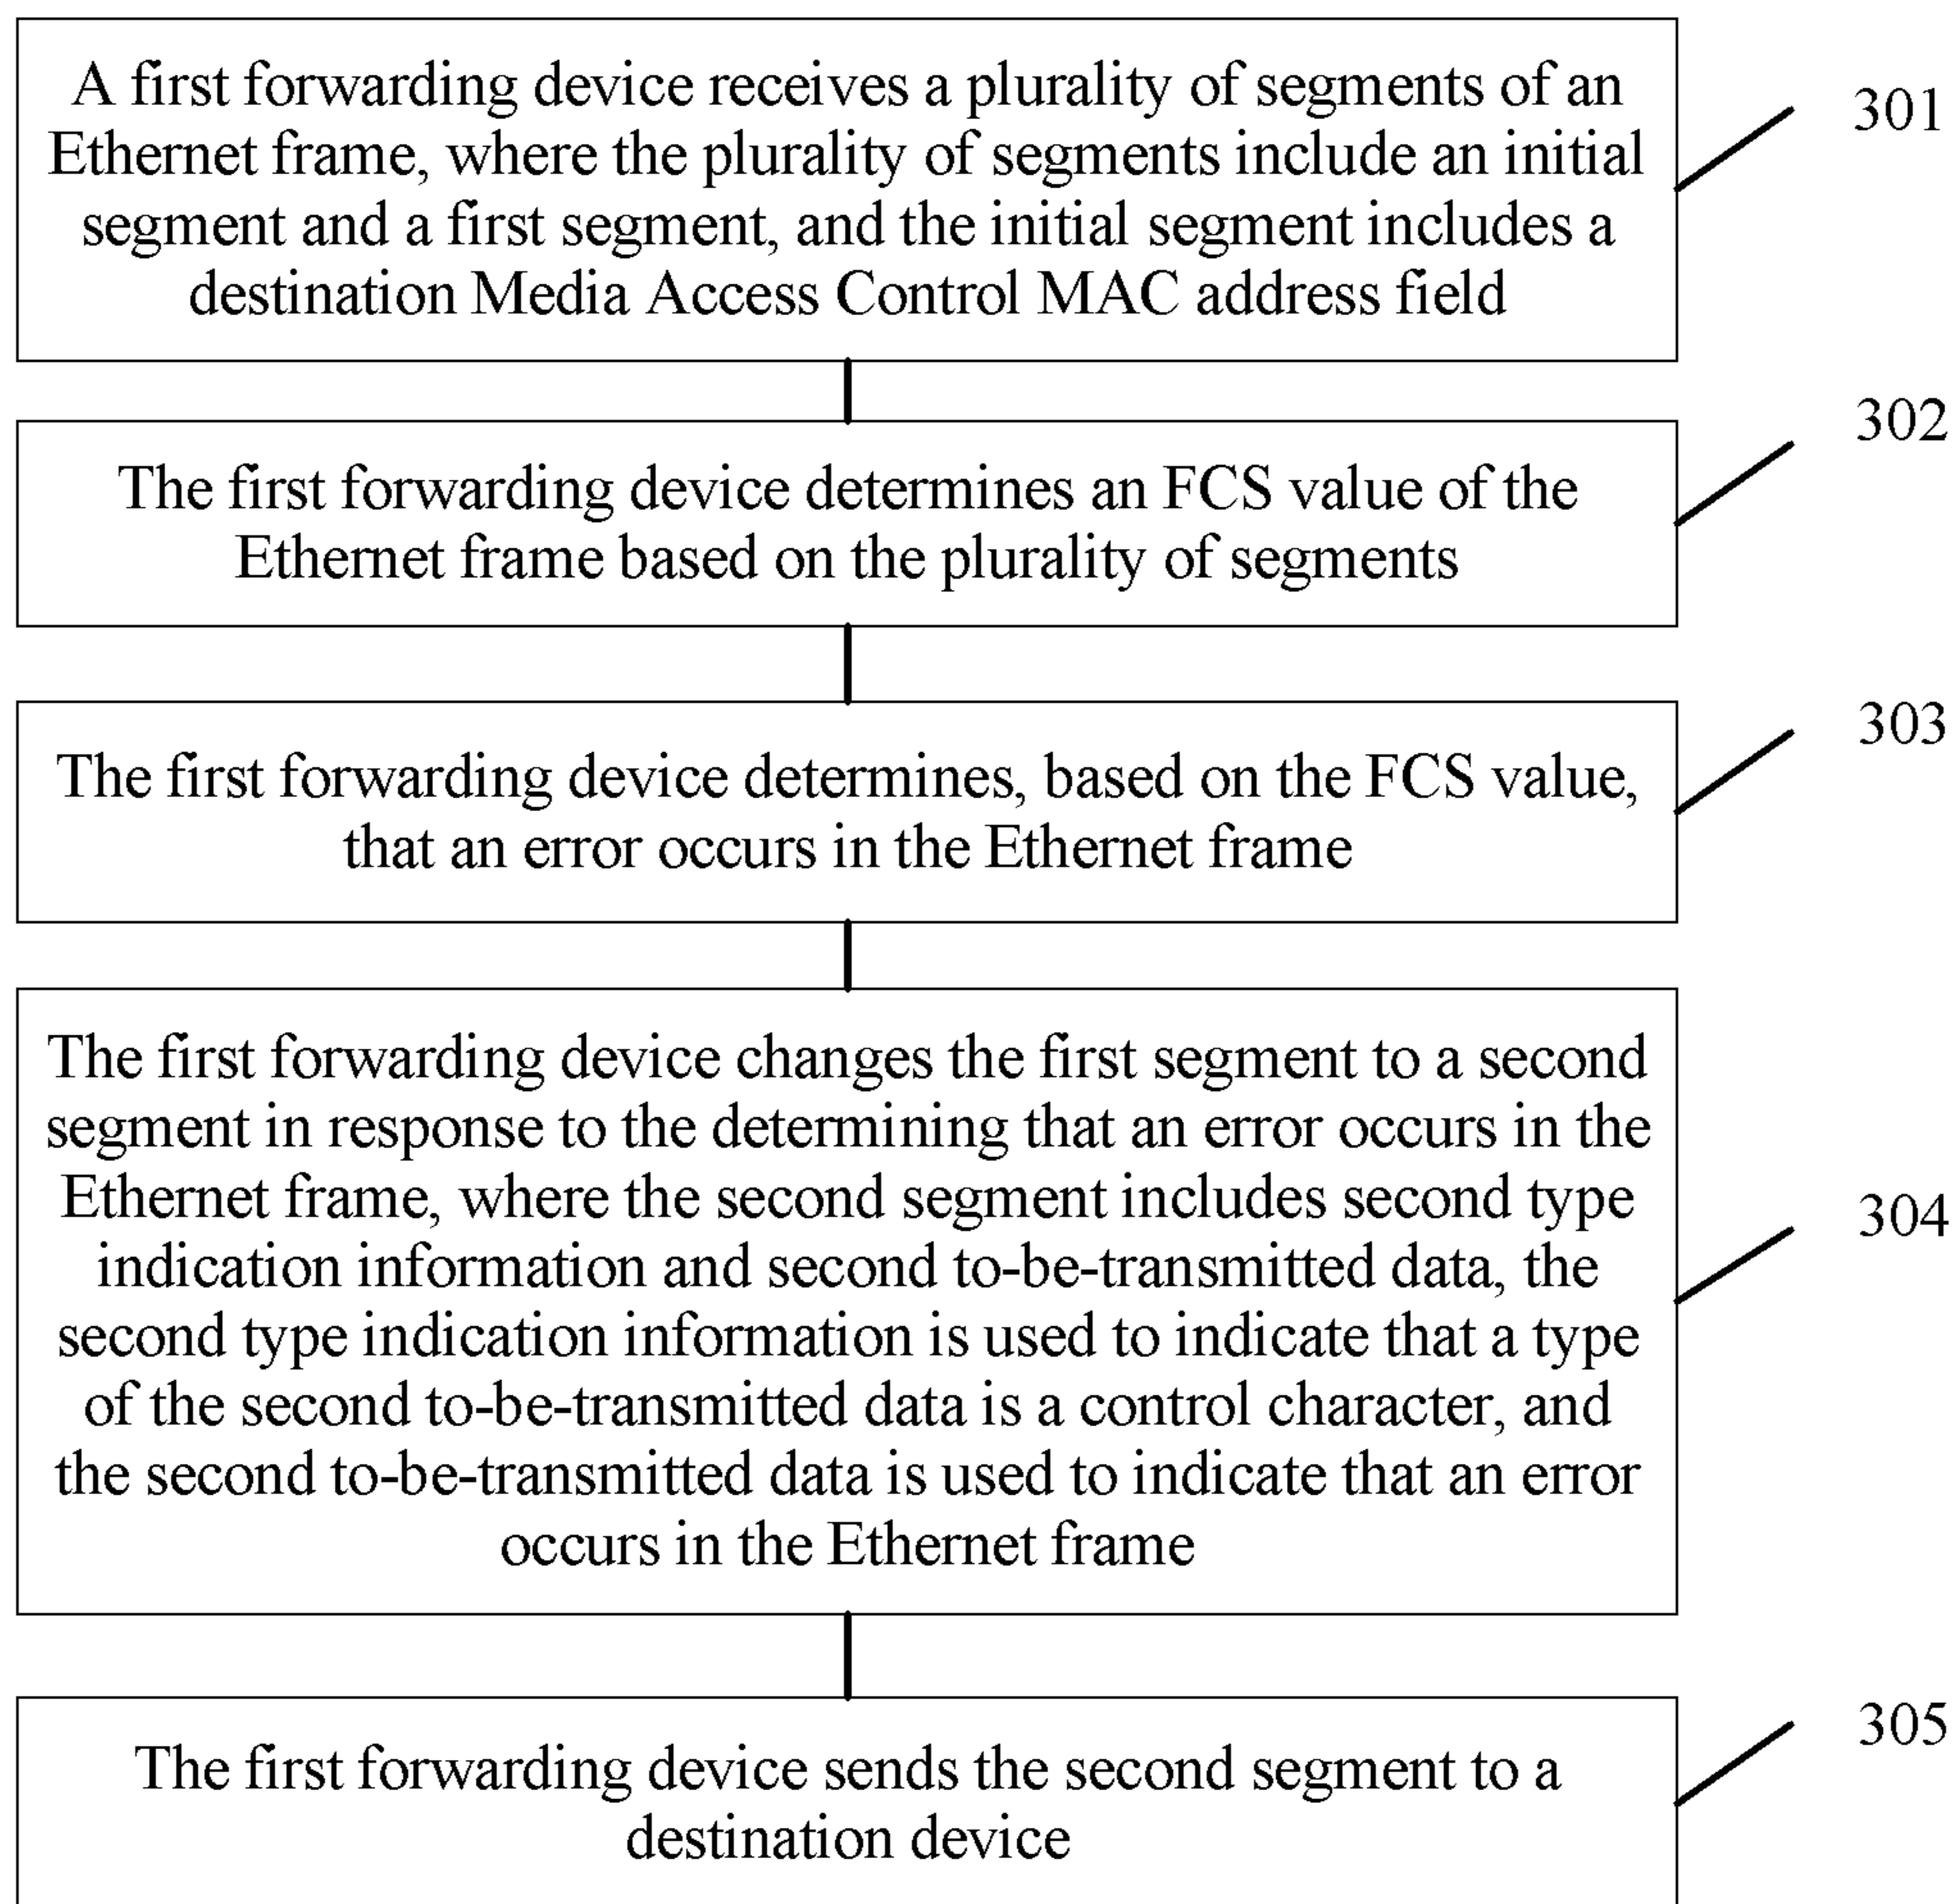 A first forwarding device receives a plurality of segments of an
Ethernet frame, where the plurality of segments include an initial
segment and a first segment, and the initial segment includes a
destination Media Access Control MAC address field
301
The first forwarding device determines an FCS value of the
Ethernet frame based on the plurality of segments
302
The first forwarding device determines, based on the FCS value,
that an error occurs in the Ethernet frame
303
The first forwarding device changes the first segment to a second
segment in response to the determining that an error occurs in the
Ethernet frame, where the second segment includes second type
indication information and second to-be-transmitted data, the
second type indication information is used to indicate that a type
of the second to-be-transmitted data is a control character, and
the second to-be-transmitted data is used to indicate that an error
occurs in the Ethernet frame
304
The first forwarding device sends the second segment to a
destination device
305